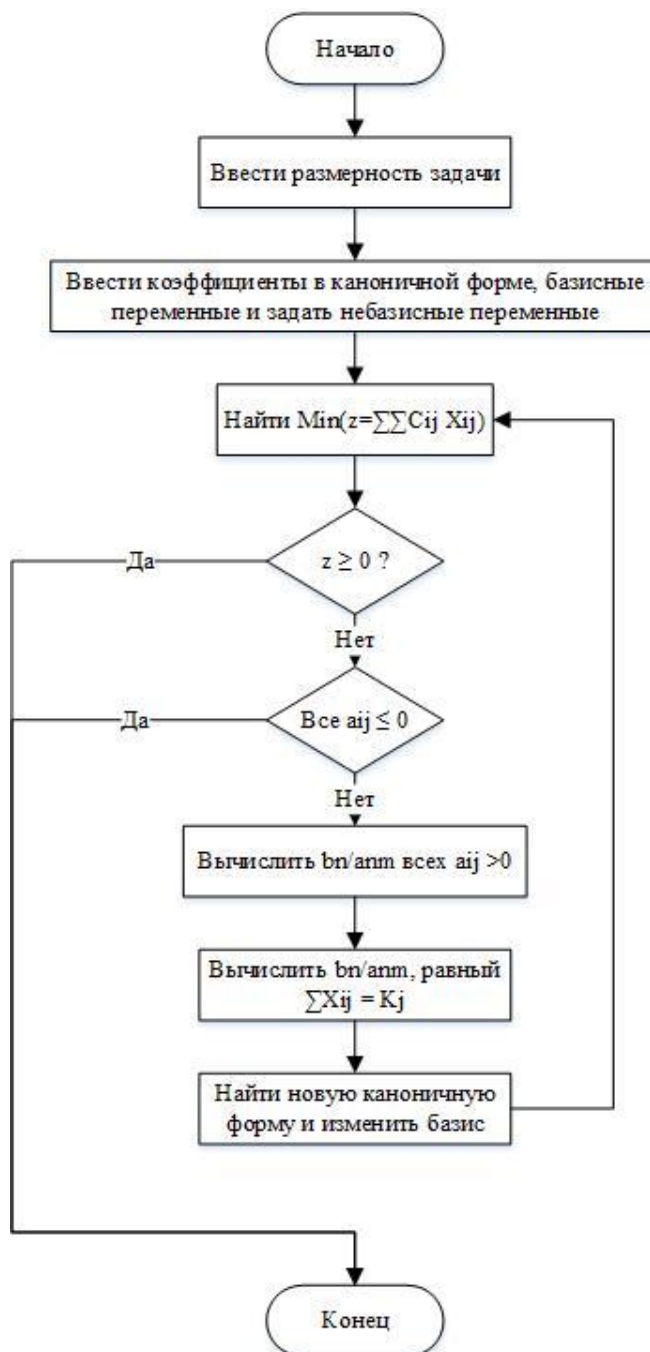 Начало
Ввести размерность задачи
Ввести коэффициенты в каноничной форме, базисные
переменные и задать небазисные переменные
Найти Min(z=∑∑Cij Xij)
Да
z ≥ 0 ?
Нет
Да
Все aij ≤ 0
Нет
Вычислить bn/anm всех aij >0
Вычислить bn/anm, равный
∑Xij = Kj
Найти новую каноничную
форму и изменить базис
Конец